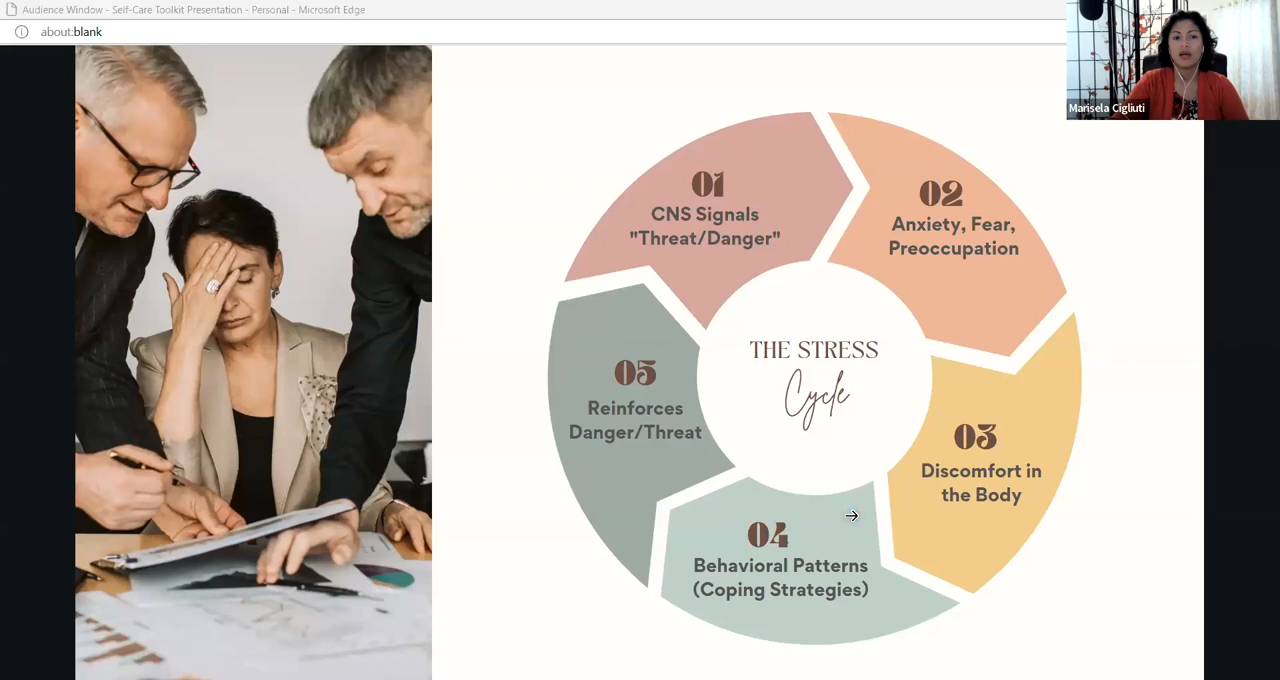 Audience Window - Self-Care Toolkit Presentation - Personal - Microsoft Edge
about:blank
Marisela Cigliuti
01
CNS Signals
"Threat/Danger"
02
Anxiety, Fear,
Preoccupation
THE STRESS
Cycle
03
Discomfort in
the Body
04
Behavioral Patterns
(Coping Strategies)
05
Reinforces
Danger/Threat